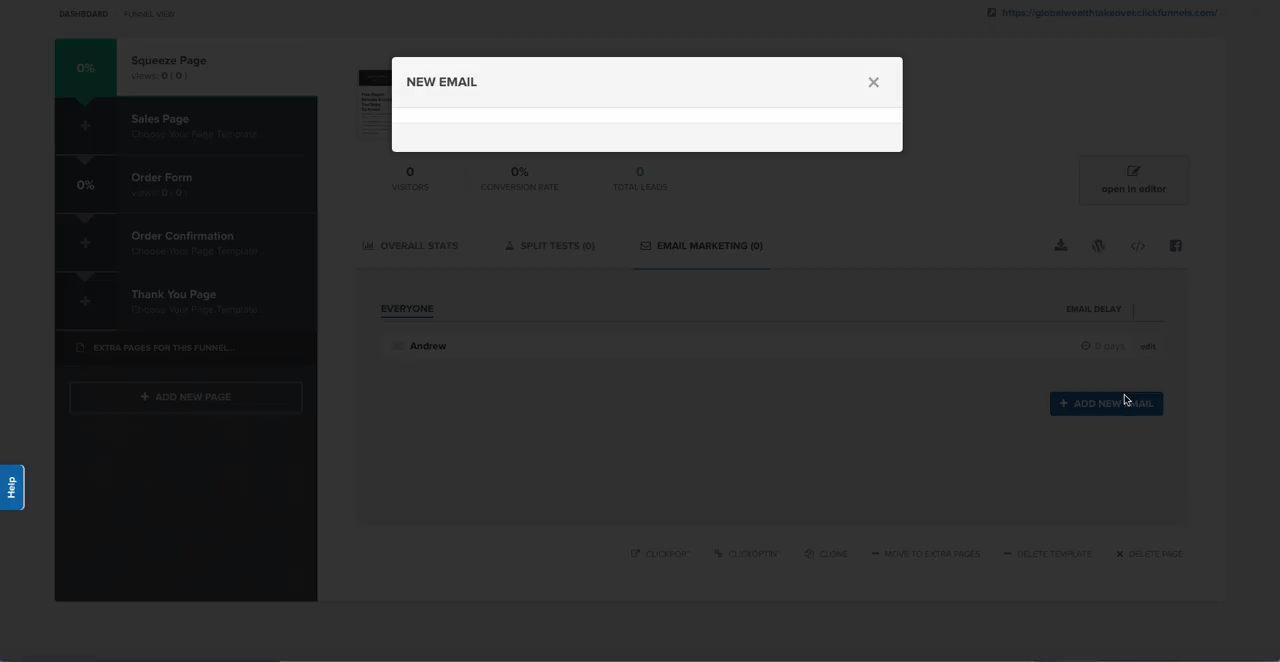 DASHBOARD FUNNEL VIEW
https://globalwealthtakeover.clickfunnels.com/
0%
Squeeze Page
views: 0 ( 0 )
NEW EMAIL ×
Sales Page
Choose Your Page Template...
0%
Order Form
views: 0 ( 0 )
Order Confirmation
Choose Your Page Template...
Thank You Page
Choose Your Page Template...
EXTRA PAGES FOR THIS FUNNEL...
+ ADD NEW PAGE
0
VISITORS
0%
CONVERSION RATE
0
TOTAL LEADS
open in editor
OVERALL STATS
SPLIT TESTS (0)
EMAIL MARKETING (0)
EVERYONE
EMAIL DELAY
Andrew
0 days
edit
+ ADD NEW EMAIL
CLICKPOP
CLICKOPTIN
CLONE
MOVE TO EXTRA PAGES
DELETE TEMPLATE
DELETE PAGE
Help